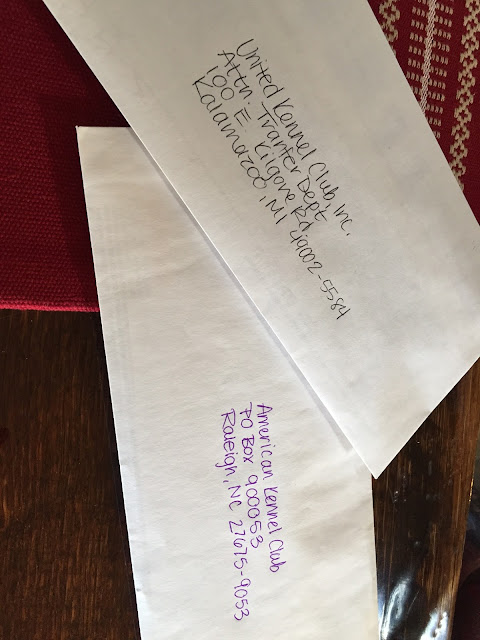 United Kennel Club, Inc.
Attn. Tranfer Dept
100 E. Kilgore Rd
Kalamazoo, MI 49002-5584
American Kennel Club
PO Box 900053
Raleigh, NC 27675-9053